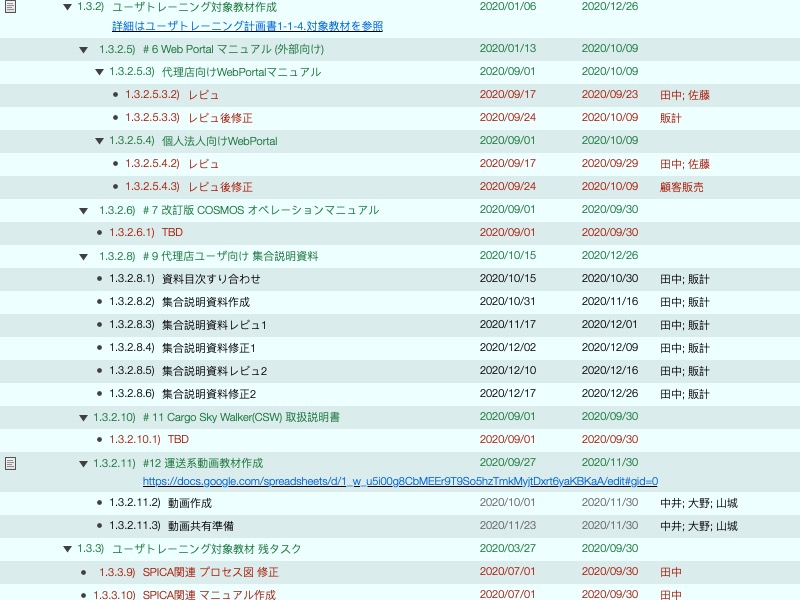 1.3.2) ユーザトレーニング対象教材作成 2020/01/06 2020/12/26
詳細はユーザトレーニング計画書1-1-4.対象教材を参照
1.3.2.5) # 6 Web Portal マニュアル (外部向け) 2020/01/13 2020/10/09
1.3.2.5.3) 代理店向けWebPortalマニュアル 2020/09/01 2020/10/09
1.3.2.5.3.2) レビュ 2020/09/17 2020/09/23 田中; 佐藤
1.3.2.5.3.3) レビュ後修正 2020/09/24 2020/10/09 販計
1.3.2.5.4) 個人法人向けWebPortal 2020/09/01 2020/10/09
1.3.2.5.4.2) レビュ 2020/09/17 2020/09/29 田中; 佐藤
1.3.2.5.4.3) レビュ後修正 2020/09/24 2020/10/09 顧客販売
1.3.2.6) # 7 改訂版 COSMOS オペレーションマニュアル 2020/09/01 2020/09/30
1.3.2.6.1) TBD 2020/09/01 2020/09/30
1.3.2.8) # 9 代理店ユーザ向け 集合説明資料 2020/10/15 2020/12/26
1.3.2.8.1) 資料目次すり合わせ 2020/10/15 2020/10/30 田中; 販計
1.3.2.8.2) 集合説明資料作成 2020/10/31 2020/11/16 田中; 販計
1.3.2.8.3) 集合説明資料レビュ1 2020/11/17 2020/12/01 田中; 販計
1.3.2.8.4) 集合説明資料修正1 2020/12/02 2020/12/09 田中; 販計
1.3.2.8.5) 集合説明資料レビュ2 2020/12/10 2020/12/16 田中; 販計
1.3.2.8.6) 集合説明資料修正2 2020/12/17 2020/12/26 田中; 販計
1.3.2.10) # 11 Cargo Sky Walker(CSW) 取扱説明書 2020/09/01 2020/09/30
1.3.2.10.1) TBD 2020/09/01 2020/09/30
1.3.2.11) #12 運送系動画教材作成 2020/09/27 2020/11/30
https://docs.google.com/spreadsheets/d/1_w_u5i00g8CbMEEr9T9So5hzTmkMyjtDxrt6yaKBKaA/edit#gid=0
1.3.2.11.2) 動画作成 2020/10/01 2020/11/30 中井; 大野; 山城
1.3.2.11.3) 動画共有準備 2020/11/23 2020/11/30 中井; 大野; 山城
1.3.3) ユーザトレーニング対象教材 残タスク 2020/03/27 2020/09/30
1.3.3.9) SPICA関連 プロセス図 修正 2020/07/01 2020/09/30 田中
1.3.3.10) SPICA関連 マニュアル作成 2020/07/01 2020/09/30 田中